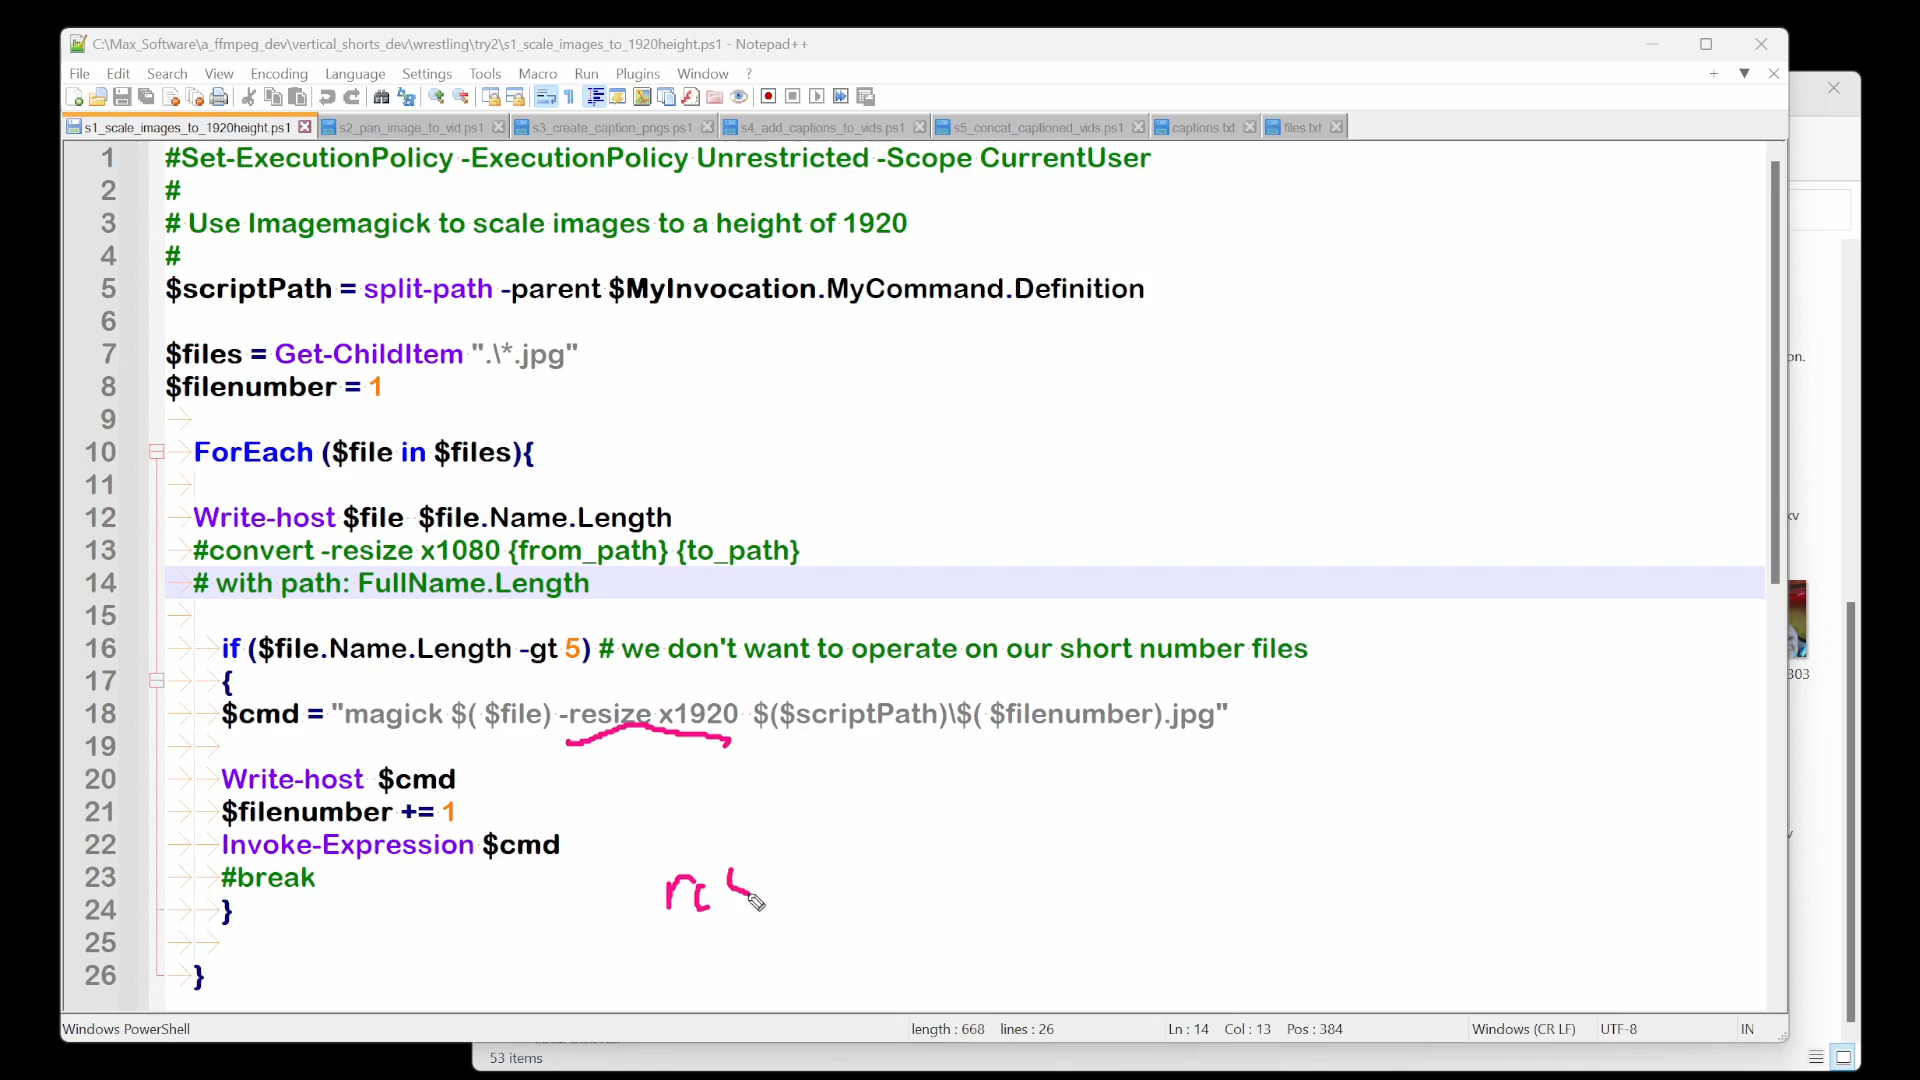 C:\Max_Software\a_ffmpeg_dev\vertical_shorts_dev\wrestling\try2\s1_scale_images_to_1920height.ps1 - Notepad++
File Edit Search View Encoding Language Settings Tools Macro Run Plugins Window ?
s1_scale_images_to_1920height.ps1 s2_pan_image_to_vid.ps1 s3_create_caption_pngs.ps1 s4_add_captions_to_vids.ps1 s5_concat_captioned_vids.ps1 captions.txt files.txt
1 #Set-ExecutionPolicy -ExecutionPolicy Unrestricted -Scope CurrentUser
2 #
3 # Use Imagemagick to scale images to a height of 1920
4 #
5 $scriptPath = split-path -parent $MyInvocation.MyCommand.Definition
6
7 $files = Get-ChildItem ".\*.jpg"
8 $filenumber = 1
9
10 ForEach ($file in $files){
11
12 Write-host $file $file.Name.Length
13 #convert -resize x1080 {from_path} {to_path}
14 # with path: FullName.Length
15
16 if ($file.Name.Length -gt 5) # we don't want to operate on our short number files
17 {
18 $cmd = "magick $( $file) -resize x1920 $($scriptPath)\$( $filenumber).jpg"
19
20 Write-host $cmd
21 $filenumber += 1
22 Invoke-Expression $cmd
23 #break
24 }
25
26 }
Windows PowerShell length : 668 lines : 26 Ln : 14 Col : 13 Pos : 384 Windows (CR LF) UTF-8 IN
53 items
on.
303